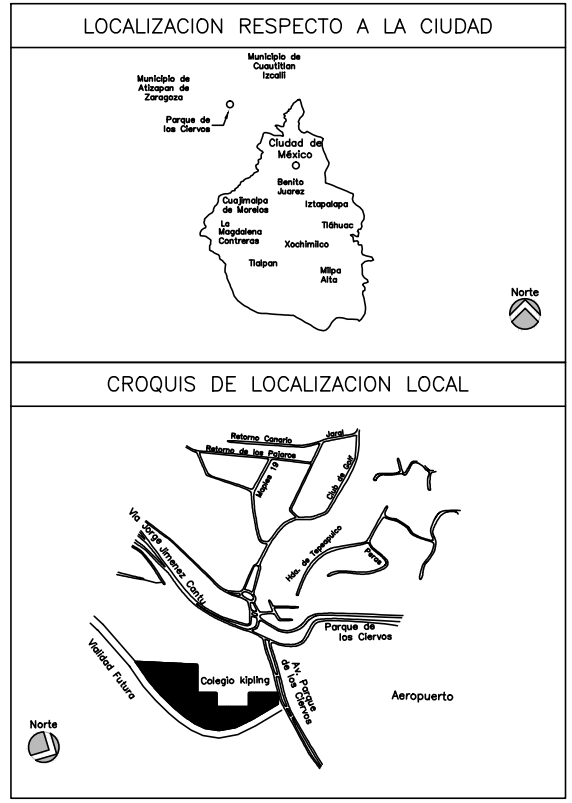 LOCALIZACION RESPECTO A LA CIUDAD
Municipio de
Cuautitlan
Izcalli
Municipio de
Atizapan de
Zaragoza
Parque de
los Ciervos
Ciudad de
México
Benito
Juarez
Cuajimalpa
de Morelos
Iztapalapa
La
Magdalena
Contreras
Tláhuac
Xochimilco
Tlalpan
Milpa
Alta
Norte
CROQUIS DE LOCALIZACION LOCAL
Retorno Canario
Jaral
Retorno de los Pajaros
Maples 19
Club de Golf
Via Jorge Jimenez Cantu
Hda. de Tepeapulco
Peros
Parque de
los Ciervos
Vialidad Futura
Colegio kipling
Av. Parque
de los Ciervos
Aeropuerto
Norte